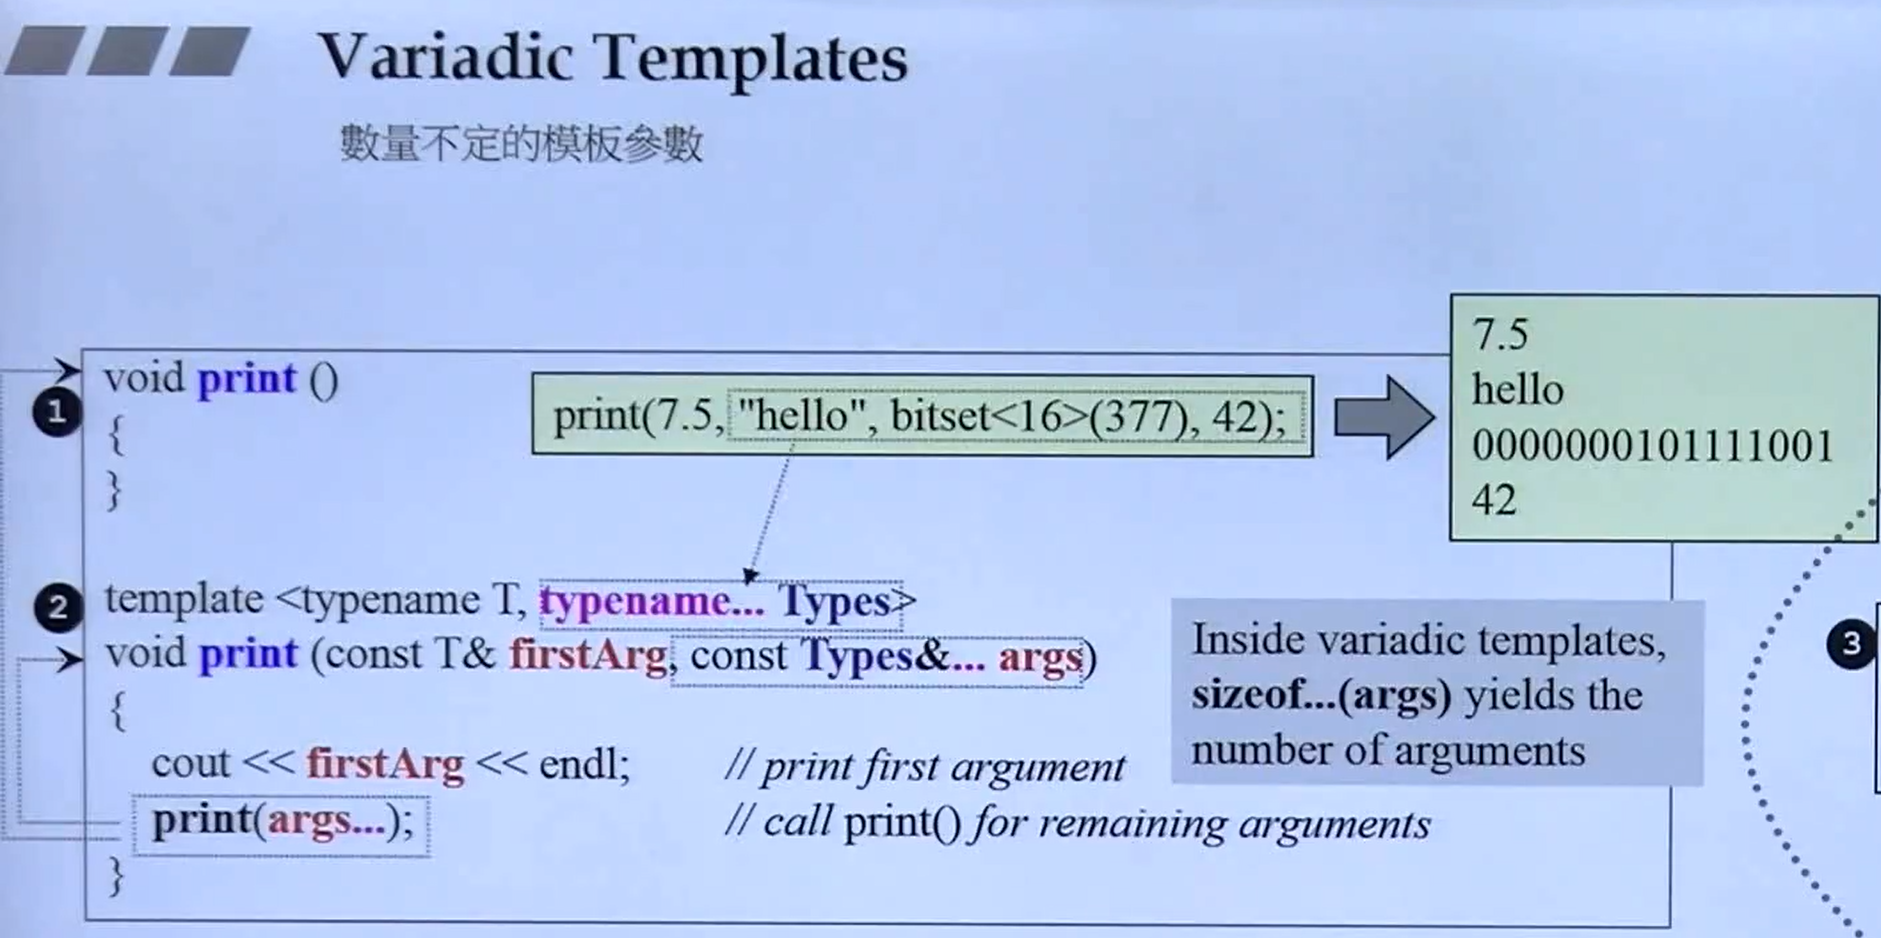 Variadic Templates
數量不定的模板參數
7.5
hello
0000000101111001
42
print(7.5, "hello", bitset<16>(377), 42);
1
void print ()
{
}
2
template <typename T, typename... Types>
void print (const T& firstArg, const Types&... args)
{
cout << firstArg << endl; // print first argument
print(args...); // call print() for remaining arguments
}
Inside variadic templates,
sizeof...(args) yields the
number of arguments
3